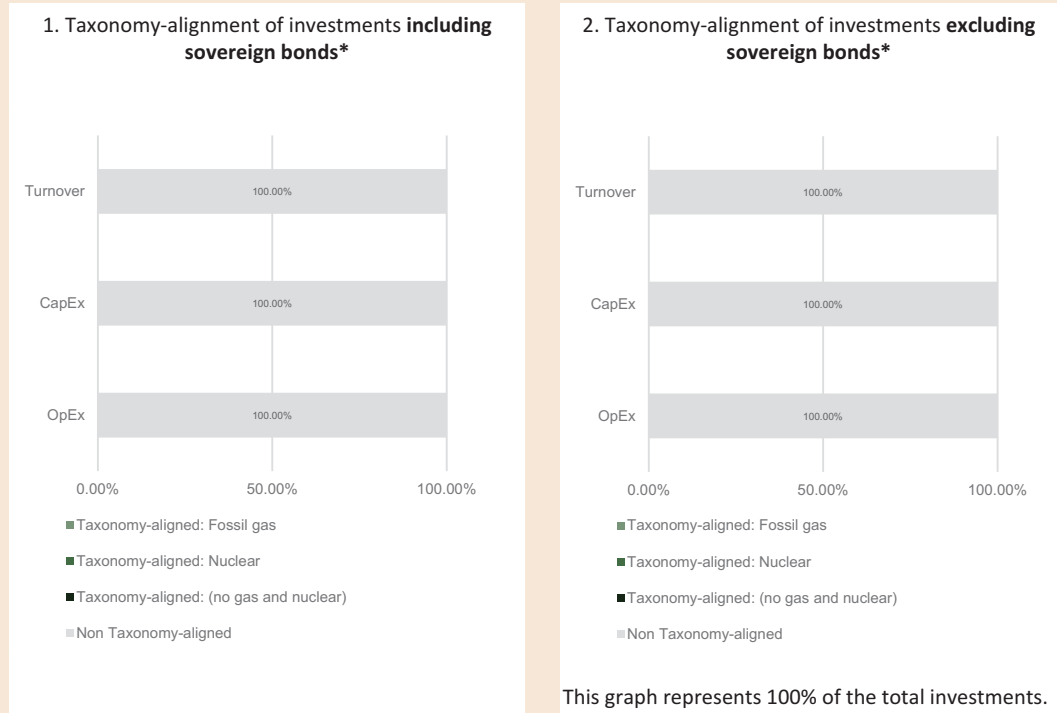 1. Taxonomy-alignment of investments including
sovereign bonds*
Turnover
100.00%
CapEx
100.00%
OpEx
100.00%
0.00%
50.00%
100.00%
Taxonomy-aligned: Fossil gas
Taxonomy-aligned: Nuclear
Taxonomy-aligned: (no gas and nuclear)
Non Taxonomy-aligned
2. Taxonomy-alignment of investments excluding
sovereign bonds*
Turnover
100.00%
CapEx
100.00%
OpEx
100.00%
0.00%
50.00%
100.00%
Taxonomy-aligned: Fossil gas
Taxonomy-aligned: Nuclear
Taxonomy-aligned: (no gas and nuclear)
Non Taxonomy-aligned
This graph represents 100% of the total investments.